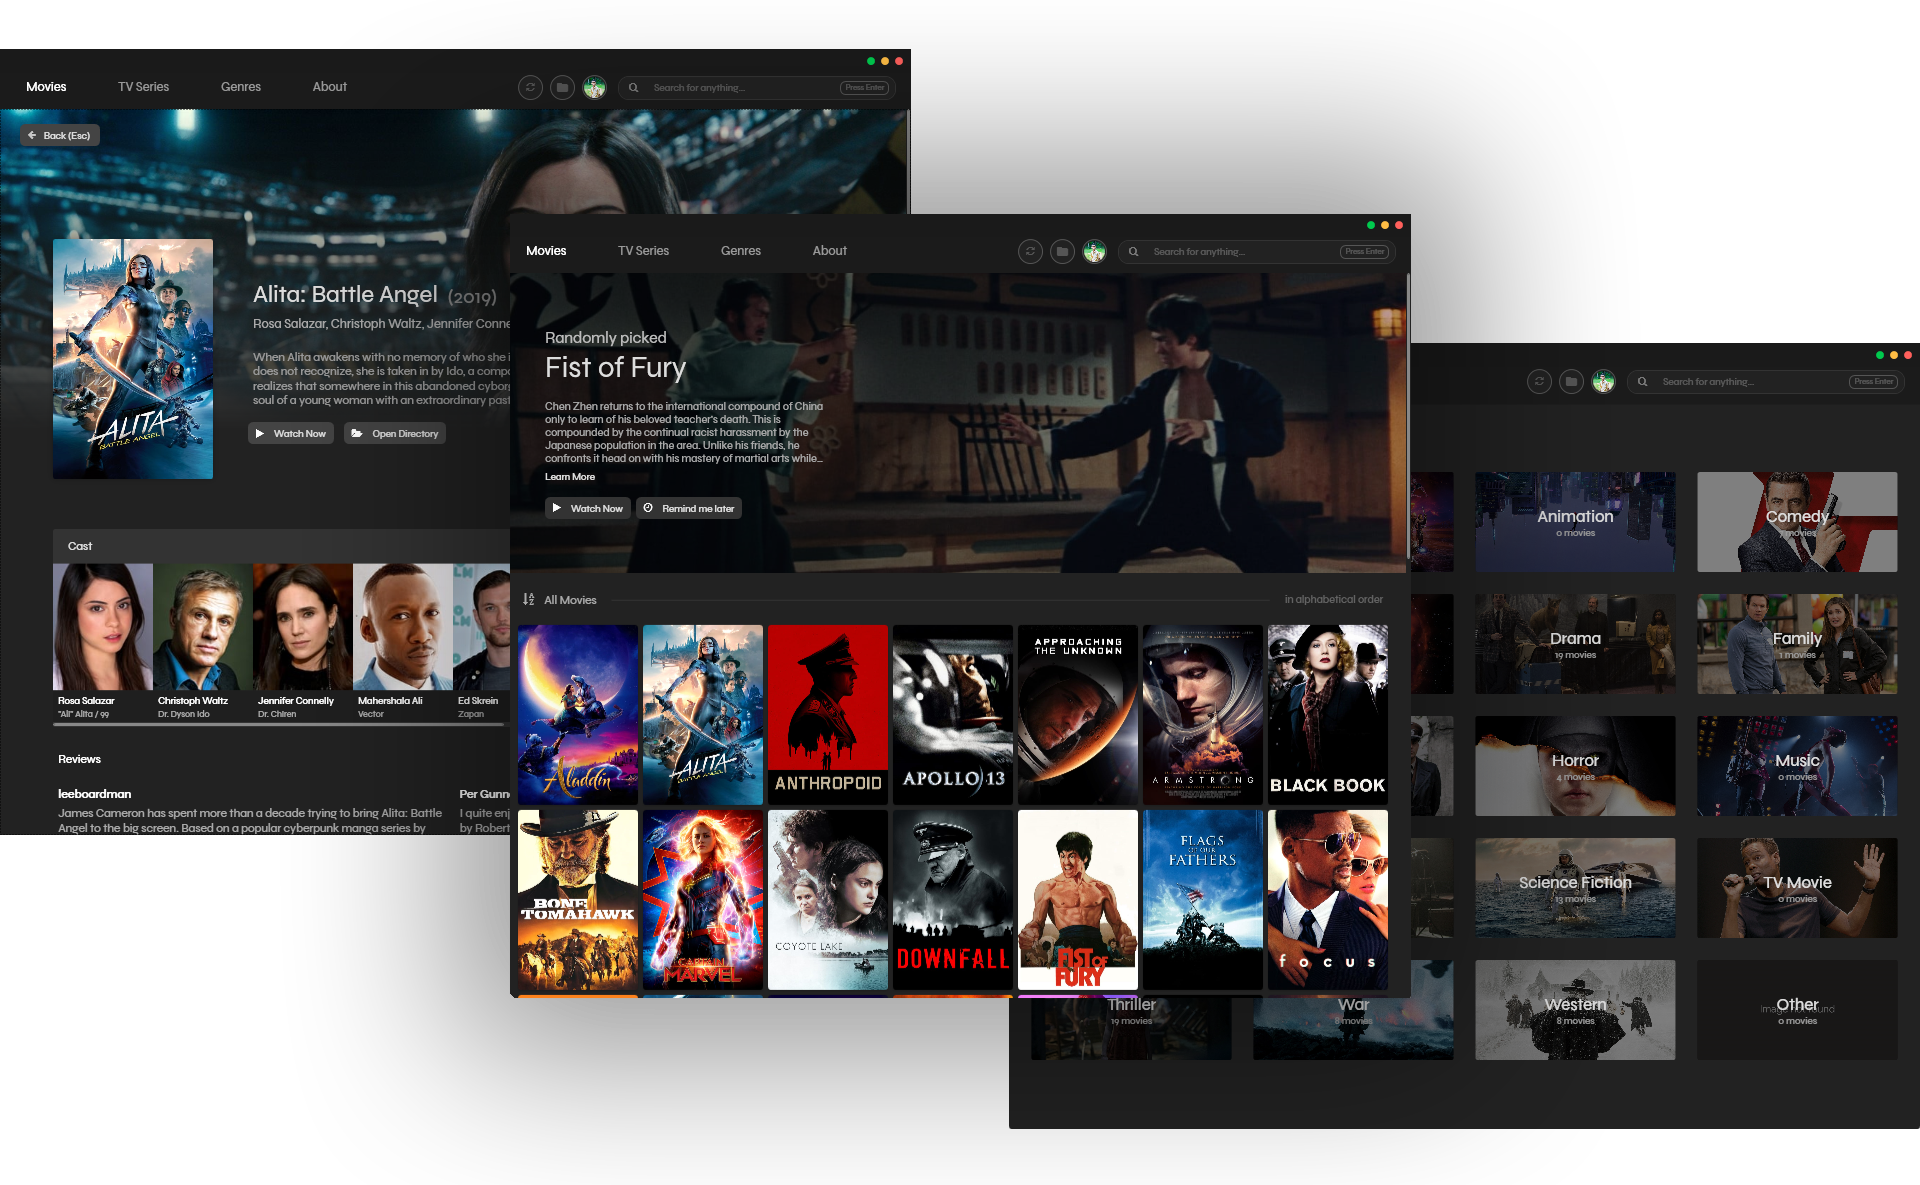 Movies
TV Series
Genres
About
Search for anything...
Press Enter
Back (Esc)
ALITA
BATTLE ANGEL
Alita: Battle Angel (2019)
Rosa Salazar, Christoph Waltz, Jennifer Conne
When Alita awakens with no memory of who she i
does not recognize, she is taken in by Ido, a comp
realizes that somewhere in this abandoned cyborg
soul of a young woman with an extraordinary past
Watch Now
Open Directory
Cast
Rosa Salazar
"Ali" Alita / 99
Christoph Waltz
Dr. Dyson Ido
Jennifer Connelly
Dr. Chiren
Mahershala Ali
Vector
Ed Skrein
Zapan
Reviews
leeboardman
James Cameron has spent more than a decade trying to bring Alita: Battle
Angel to the big screen. Based on a popular cyberpunk manga series by
Per Gunn
I quite enj
by Robert
Movies
TV Series
Genres
About
Search for anything...
Press Enter
Randomly picked
Fist of Fury
Chen Zhen returns to the international compound of China
only to learn of his beloved teacher's death. This is
compounded by the continual racist harassment by the
Japanese population in the area. Unlike his friends, he
confronts it head on with his mastery of martial arts while...
Learn More
Watch Now
Remind me later
All Movies
in alphabetical order
Aladdin
ALITA
BATTLE ANGEL
ANTHROPOID
APOLLO 13
APPROACHING
THE UNKNOWN
ARMSTRONG
BLACK BOOK
BONE
TOMAHAWK
CAPTAIN
MARVEL
COYOTE LAKE
DOWNFALL
FIST OF
FURY
FLAGS
OF OUR
FATHERS
focus
Search for anything...
Press Enter
Animation
0 movies
Comedy
7 movies
Drama
19 movies
Family
1 movies
Horror
4 movies
Music
0 movies
Science Fiction
13 movies
TV Movie
0 movies
Thriller
19 movies
War
8 movies
Western
8 movies
Other
0 movies